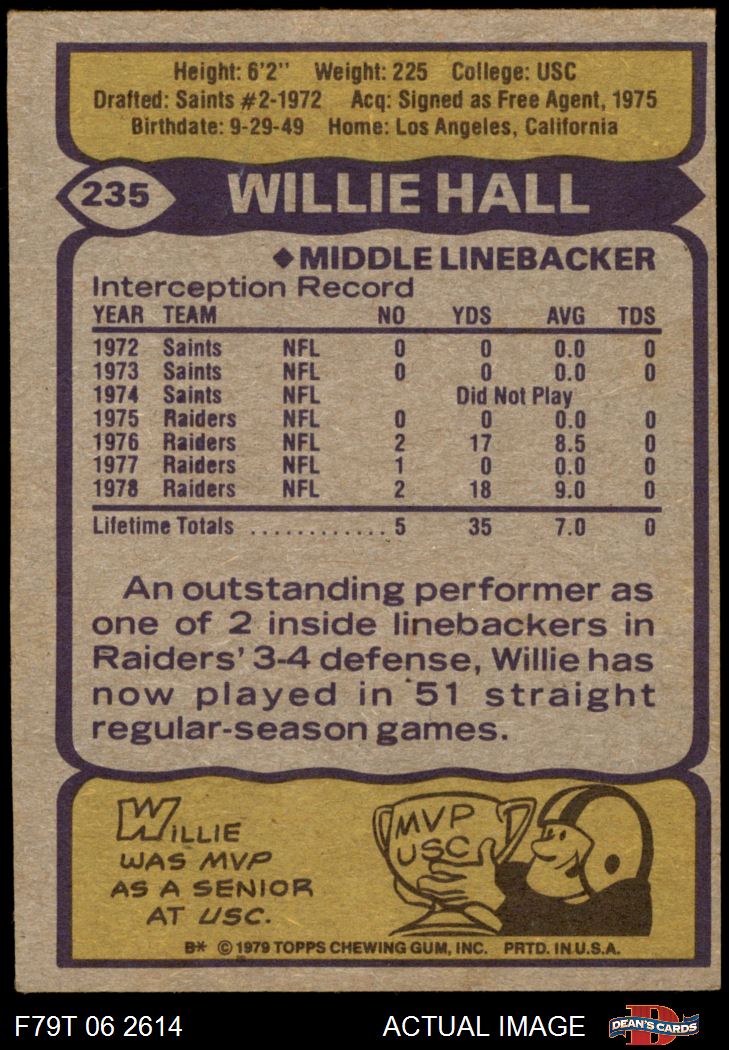 Height: 6'2" Weight: 225 College: USC
Drafted: Saints #2-1972 Acq: Signed as Free Agent, 1975
Birthdate: 9-29-49 Home: Los Angeles, California
235 WILLIE HALL
◆MIDDLE LINEBACKER
Interception Record
YEAR TEAM NO YDS AVG TDS
1972 Saints NFL 0 0 0.0 0
1973 Saints NFL 0 0 0.0 0
1974 Saints NFL Did Not Play
1975 Raiders NFL 0 0 0.0 0
1976 Raiders NFL 2 17 8.5 0
1977 Raiders NFL 1 0 0.0 0
1978 Raiders NFL 2 18 9.0 0
Lifetime Totals ............ 5 35 7.0 0
An outstanding performer as
one of 2 inside linebackers in
Raiders' 3-4 defense, Willie has
now played in 51 straight
regular-season games.
WILLIE
WAS MVP
AS A SENIOR
AT USC.
MVP
USC
B* © 1979 TOPPS CHEWING GUM, INC. PRTD. IN U.S.A.
F79T 06 2614 ACTUAL IMAGE D DEAN'S CARDS